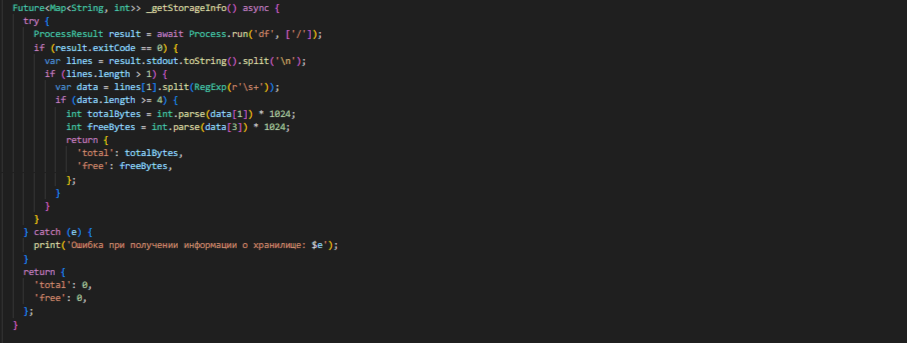 Future<Map<String, int>> _getStorageInfo() async {
  try {
    ProcessResult result = await Process.run('df', ['/']);
    if (result.exitCode == 0) {
      var lines = result.stdout.toString().split('\n');
      if (lines.length > 1) {
        var data = lines[1].split(RegExp(r'\s+'));
        if (data.length >= 4) {
          int totalBytes = int.parse(data[1]) * 1024;
          int freeBytes = int.parse(data[3]) * 1024;
          return {
            'total': totalBytes,
            'free': freeBytes,
          };
        }
      }
    }
  } catch (e) {
    print('Ошибка при получении информации о хранилище: $e');
  }
  return {
    'total': 0,
    'free': 0,
  };
}